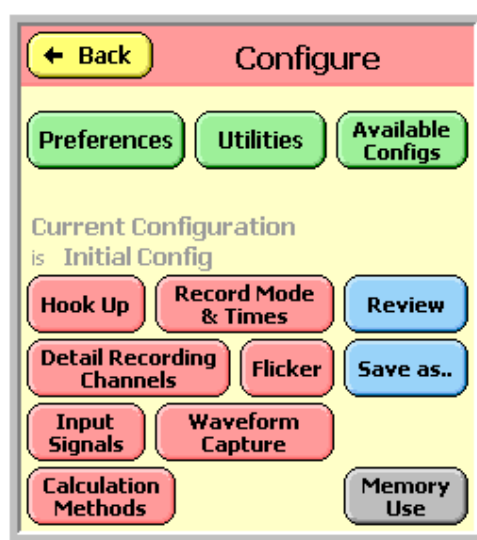 ← Back
Configure
Preferences
Utilities
Available
Configs
Current Configuration
is Initial Config
Hook Up
Record Mode
& Times
Review
Detail Recording
Channels
Flicker
Save as..
Input
Signals
Waveform
Capture
Calculation
Methods
Memory
Use